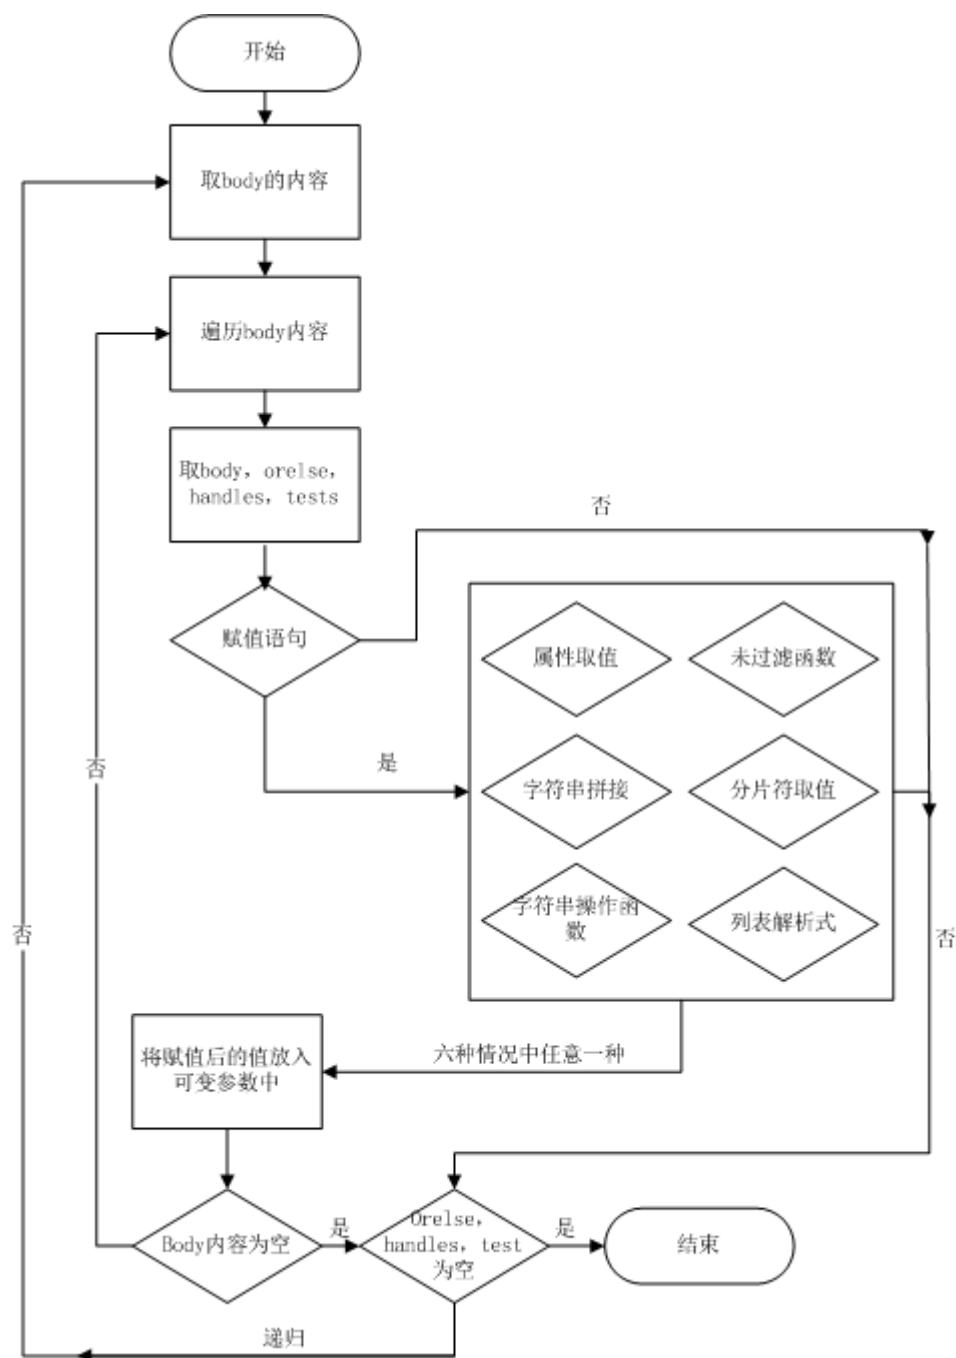 开始
取body的内容
遍历body内容
取body，orelse，
handles，tests
否
赋值语句
属性取值
未过滤函数
是
否
字符串拼接
分片符取值
字符串操作函
数
列表解析式
否
否
六种情况中任意一种
将赋值后的值放入
可变参数中
Body内容为空
是
Orelse，
handles，test
为空
是
结束
递归